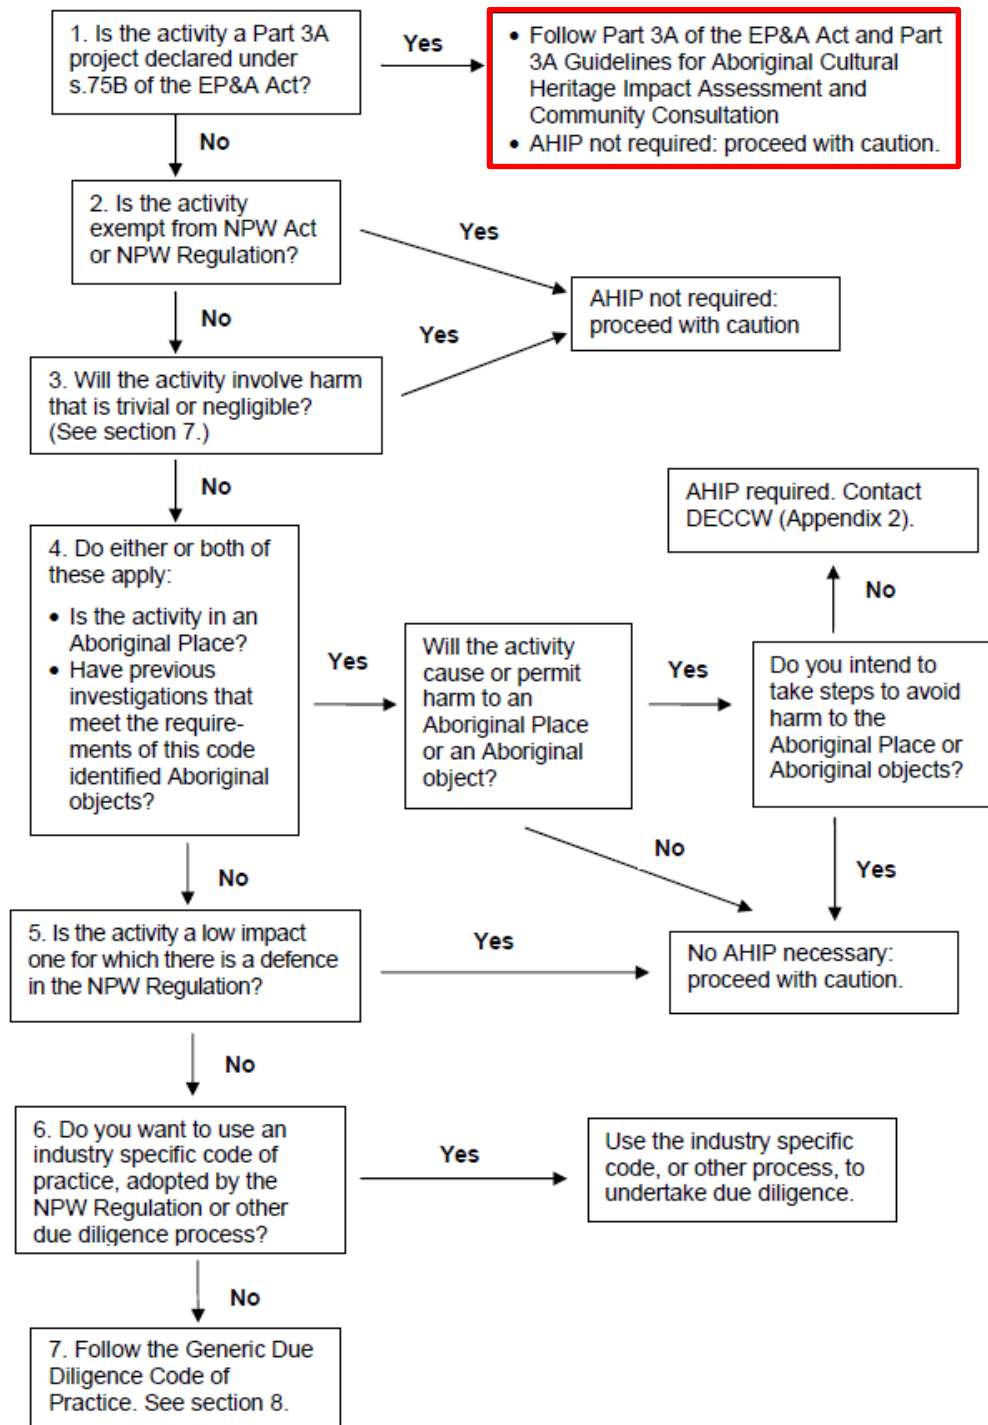 1. Is the activity a Part 3A
project declared under
s.75B of the EP&A Act?
Yes
• Follow Part 3A of the EP&A Act and Part
3A Guidelines for Aboriginal Cultural
Heritage Impact Assessment and
Community Consultation
• AHIP not required: proceed with caution.
No
2. Is the activity
exempt from NPW Act
or NPW Regulation?
Yes
AHIP not required:
proceed with caution
No
Yes
3. Will the activity involve harm
that is trivial or negligible?
(See section 7.)
No
AHIP required. Contact
DECCW (Appendix 2).
No
4. Do either or both of
these apply:
• Is the activity in an
Aboriginal Place?
• Have previous
investigations that
meet the require-
ments of this code
identified Aboriginal
objects?
Yes
Will the activity
cause or permit
harm to an
Aboriginal Place
or an Aboriginal
object?
Yes
Do you intend to
take steps to avoid
harm to the
Aboriginal Place or
Aboriginal objects?
No
No
Yes
5. Is the activity a low impact
one for which there is a defence
in the NPW Regulation?
Yes
No AHIP necessary:
proceed with caution.
No
6. Do you want to use an
industry specific code of
practice, adopted by the
NPW Regulation or other
due diligence process?
Yes
Use the industry specific
code, or other process, to
undertake due diligence.
No
7. Follow the Generic Due
Diligence Code of
Practice. See section 8.